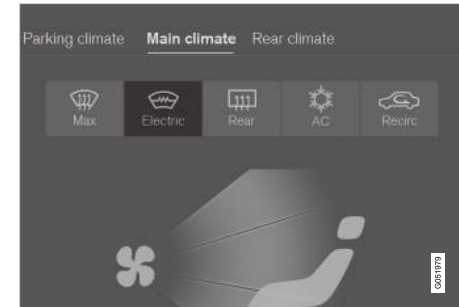 Parking climate Main climate Rear climate
Max Electric Rear AC Recirc
G051979